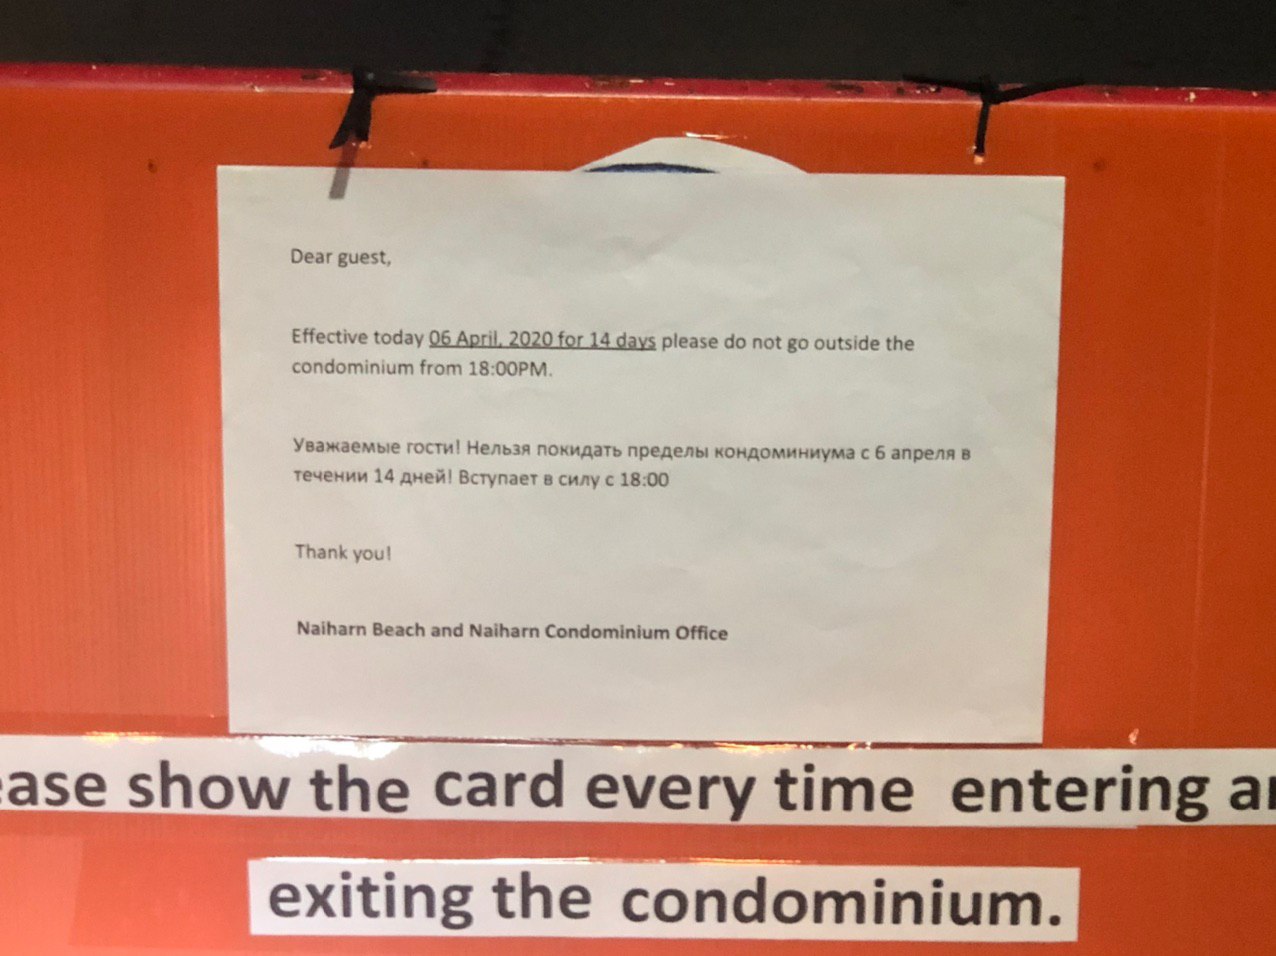 Dear guest,
Effective today 06 April, 2020 for 14 days please do not go outside the
condominium from 18:00PM.
Уважаемые гости! Нельзя покидать пределы кондоминиума с 6 апреля в
течении 14 дней! Вступает в силу с 18:00
Thank you!
Naiharn Beach and Naiharn Condominium Office
ease show the card every time entering an
exiting the condominium.